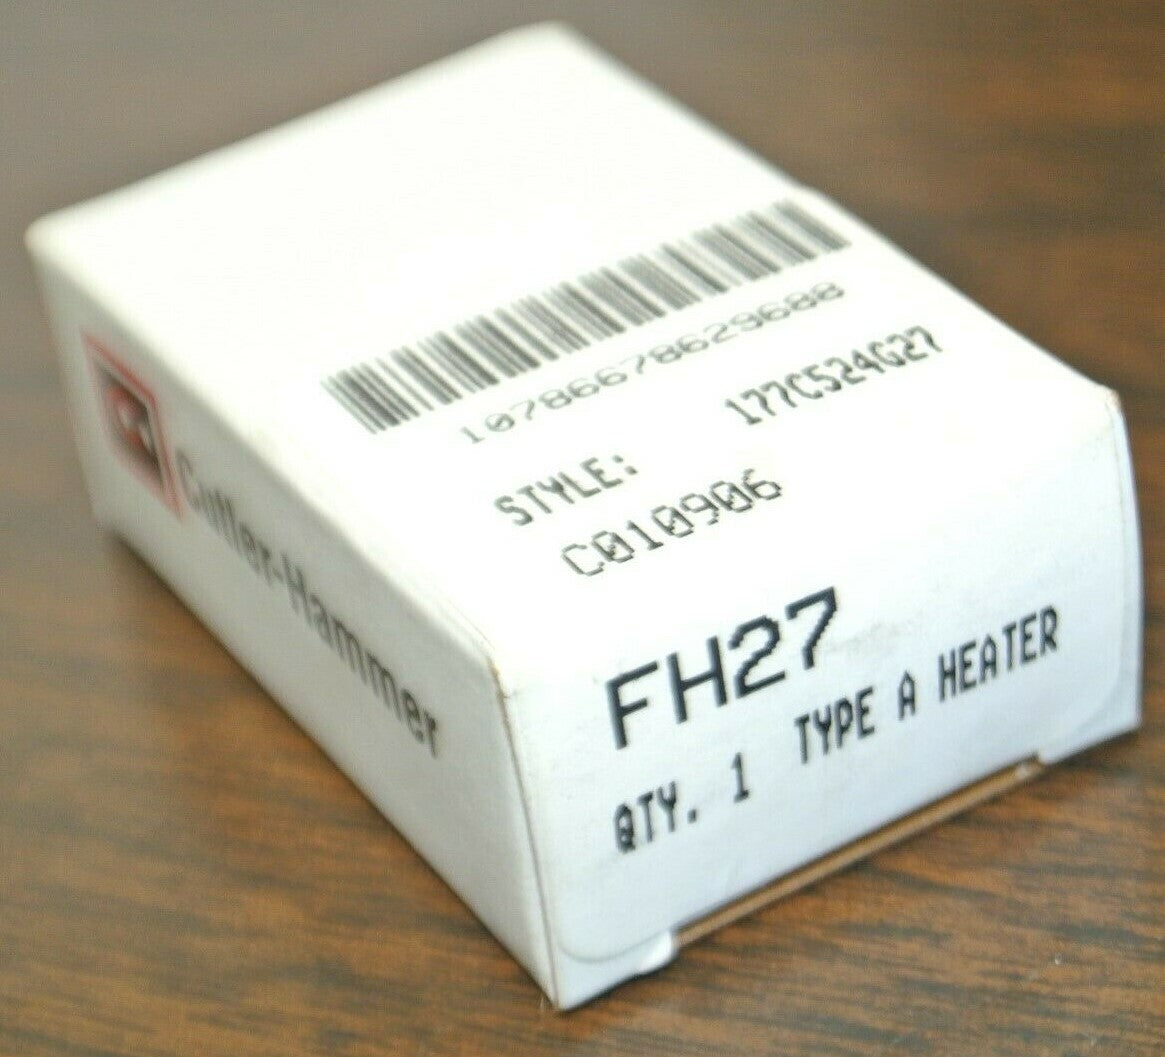 10786678629688
STYLE: 177C524G27
C010906
FH27
QTY. 1 TYPE A HEATER
Cutler-Hammer